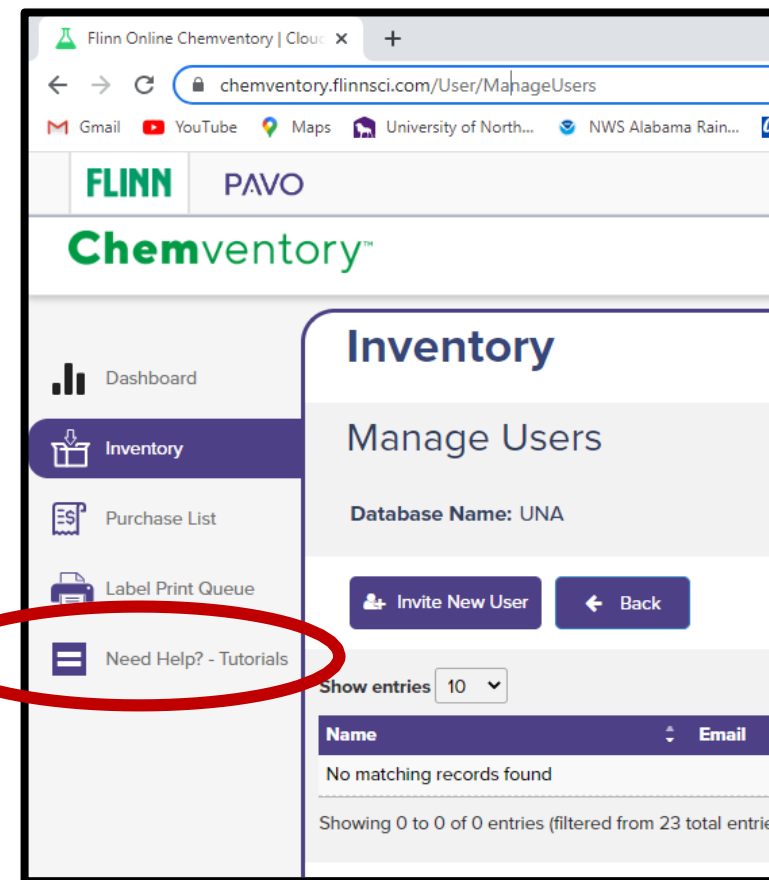 Flinn Online Chemventory | Clou
chemventory.flinnsci.com/User/ManageUsers
Gmail YouTube Maps University of North... NWS Alabama Rain...
FLINN PAVO
Chemventory™
Inventory
Dashboard
Inventory
Manage Users
Purchase List
Database Name: UNA
Label Print Queue
Invite New User Back
Need Help? - Tutorials
Show entries 10
Name Email
No matching records found
Showing 0 to 0 of 0 entries (filtered from 23 total entrie